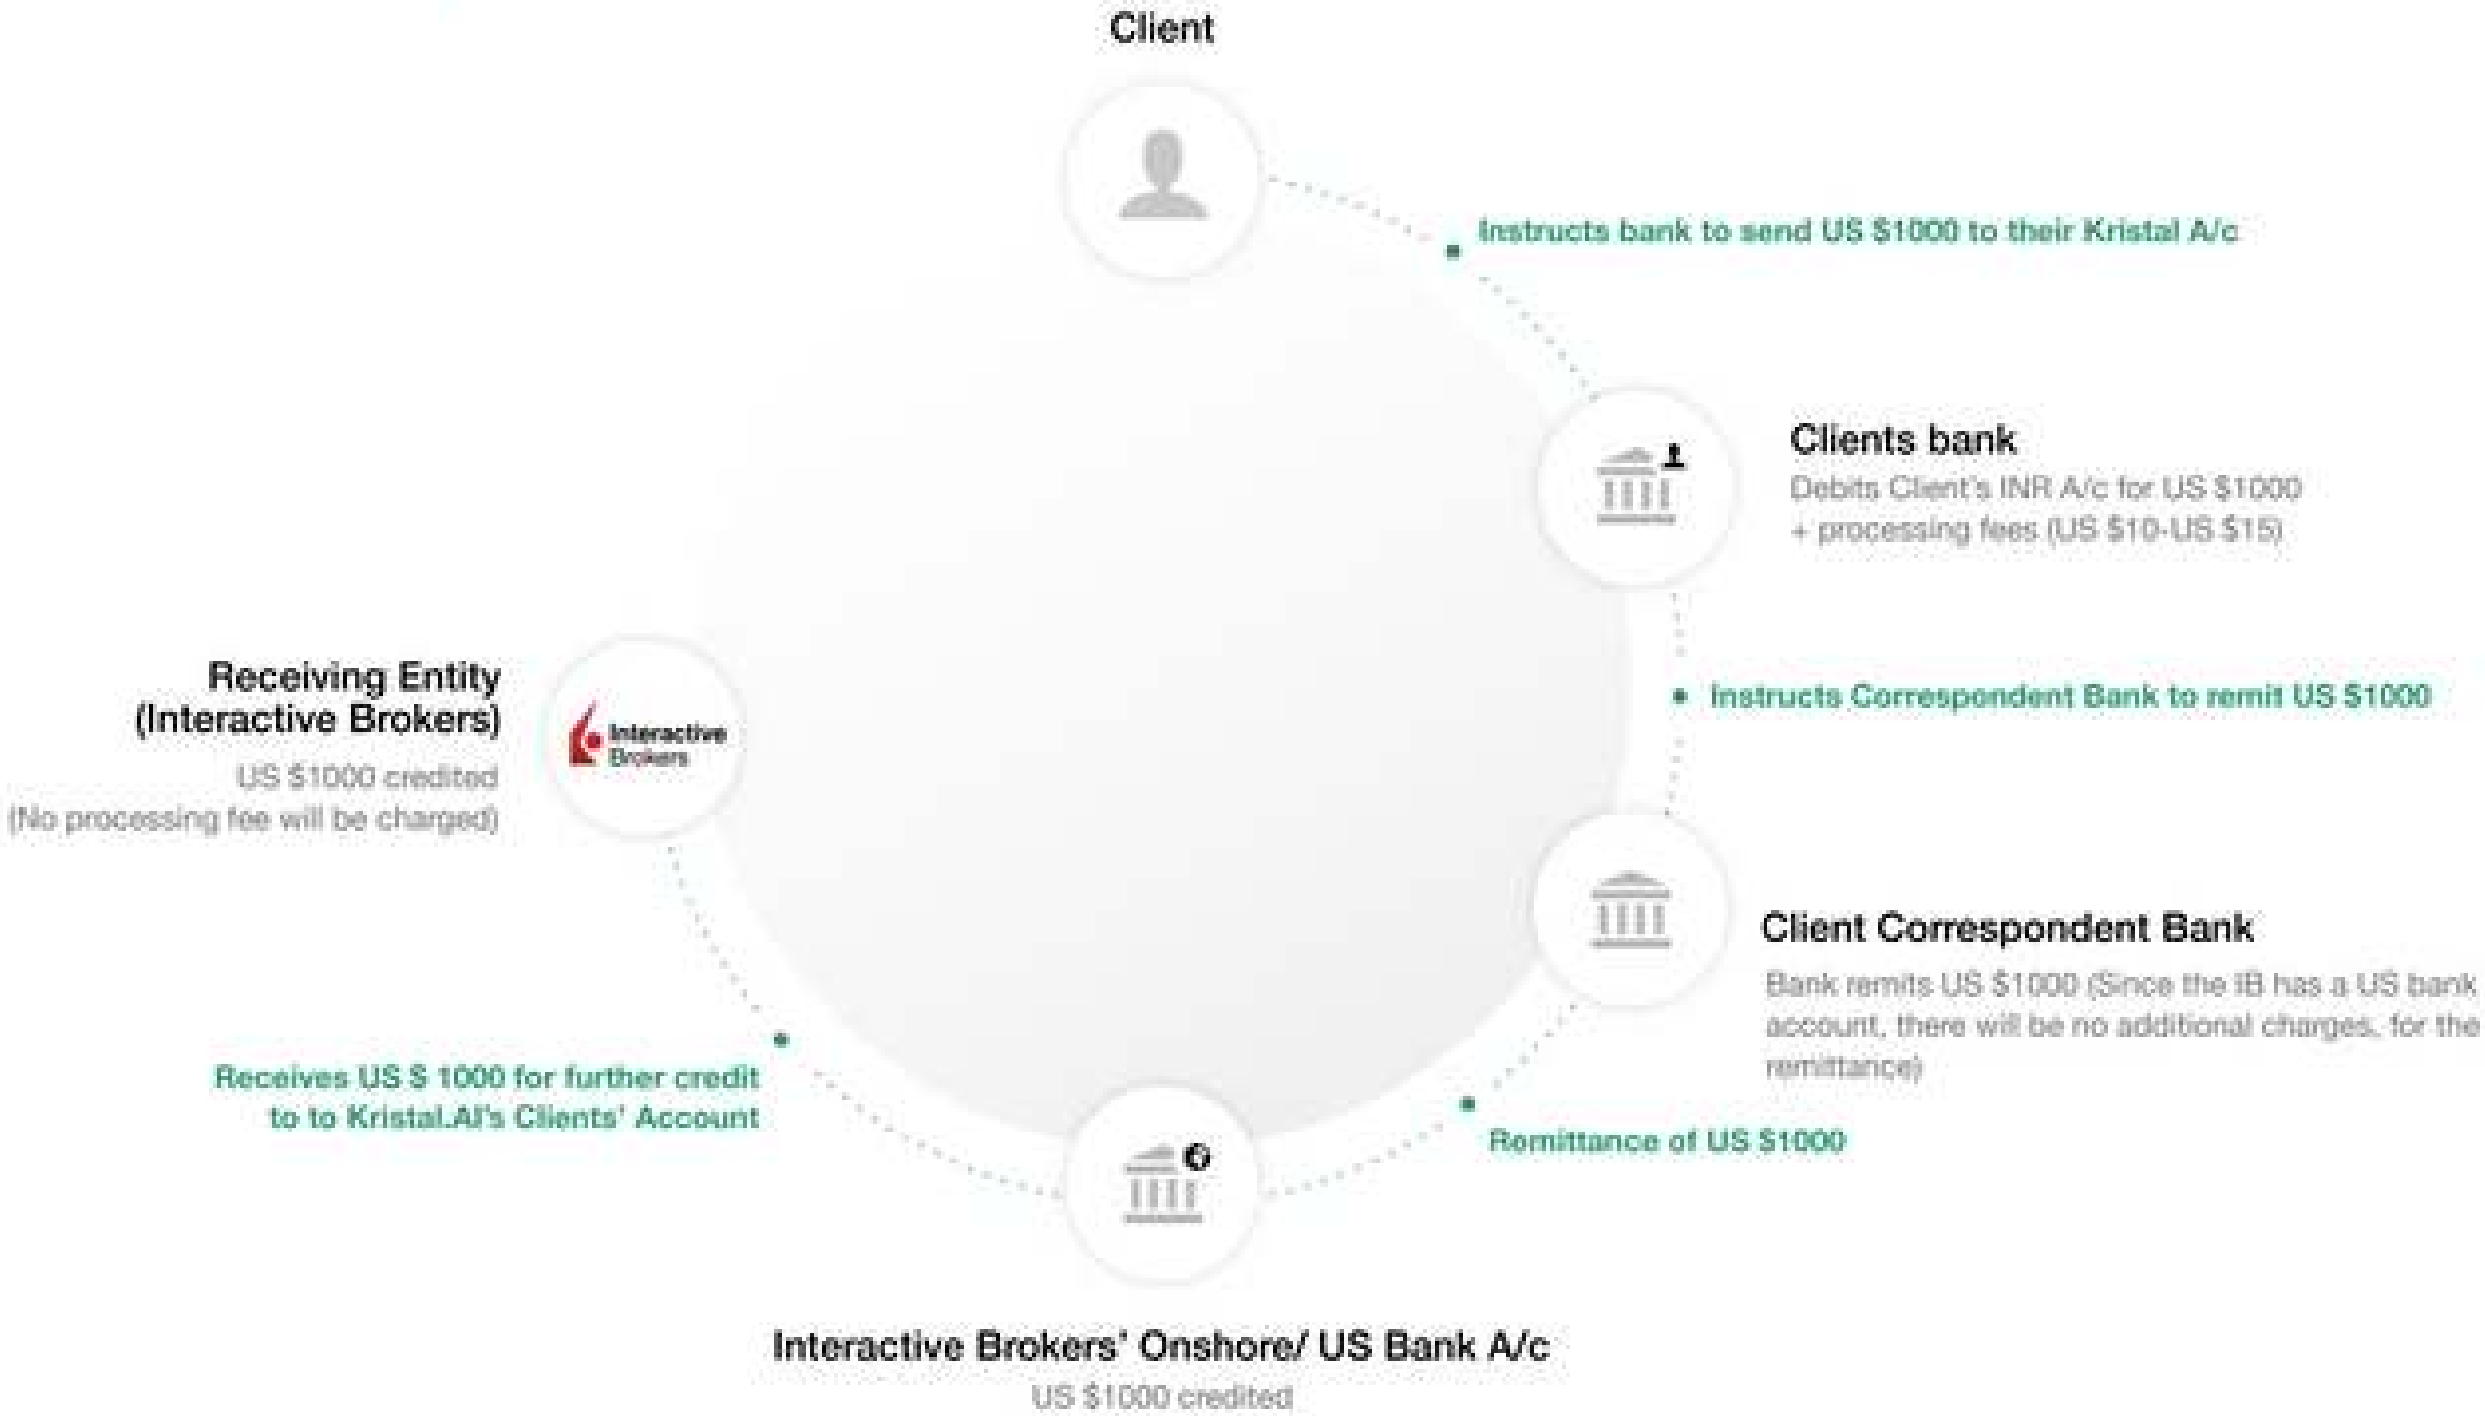 Client
Instructs bank to send US $1000 to their Kristal A/c
Clients bank
Debits Client's INR A/c for US $1000
+ processing fees (US $10-US $15)
Instructs Correspondent Bank to remit US $1000
Client Correspondent Bank
Bank remits US $1000 (Since the IB has a US bank
account, there will be no additional charges, for the
remittance)
Remittance of US $1000
Interactive Brokers' Onshore/ US Bank A/c
US $1000 credited
Receives US $ 1000 for further credit
to to Kristal.AI's Clients' Account
Receiving Entity
(Interactive Brokers)
US $1000 credited
(No processing fee will be charged)
Interactive
Brokers